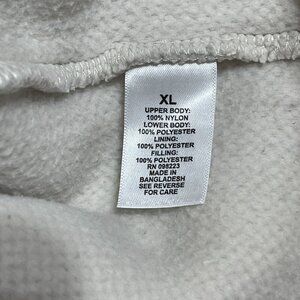 XL
UPPER BODY:
100% NYLON
LOWER BODY:
100% POLYESTER
LINING:
100% POLYESTER
FILLING:
100% POLYESTER
RN 098223
MADE IN
BANGLADESH
SEE REVERSE
FOR CARE